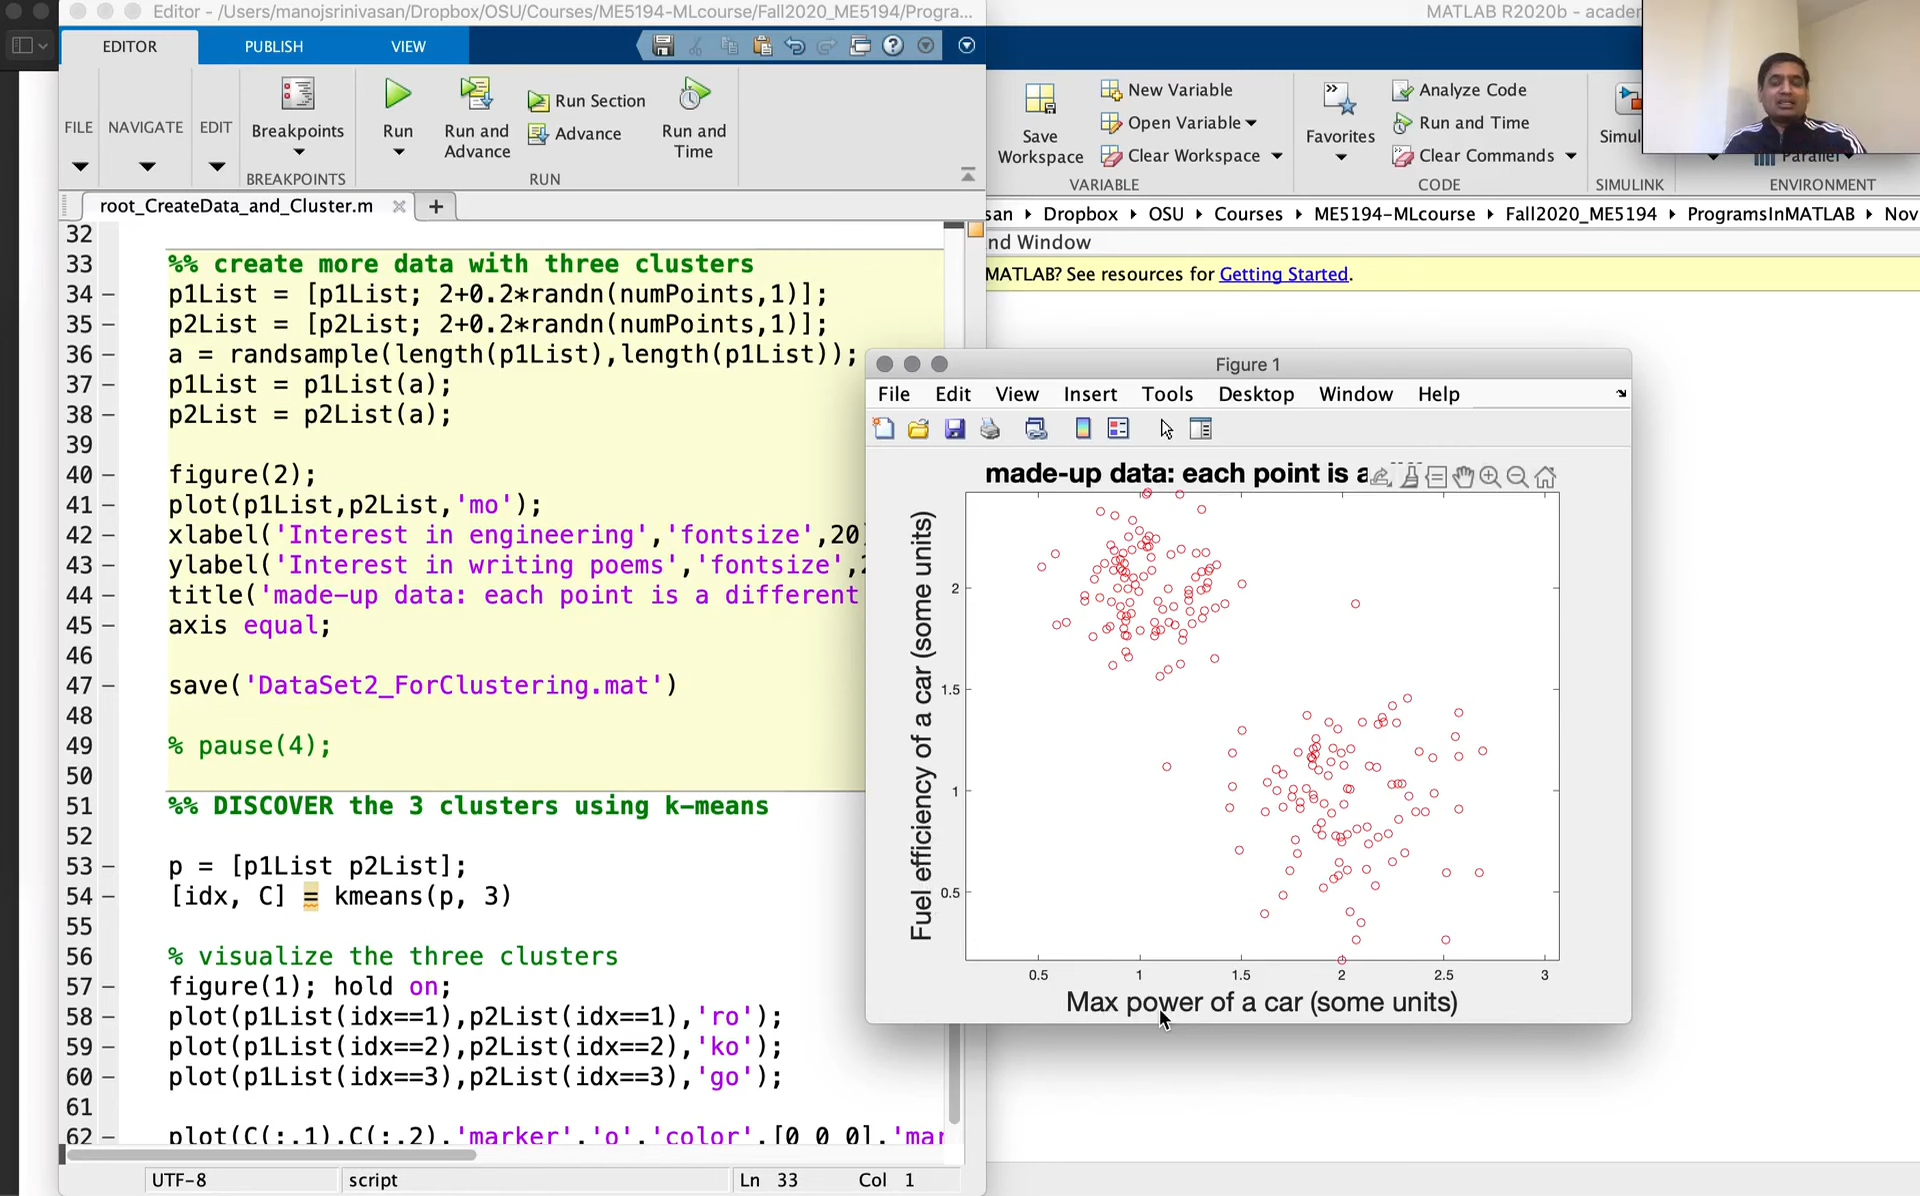 Editor - /Users/manojsrinivasan/Dropbox/OSU/Courses/ME5194-MLcourse/Fall2020_ME5194/Progra...
MATLAB R2020b - acade
EDITOR
PUBLISH
VIEW
FILE
NAVIGATE
EDIT
Breakpoints
Run
Run and
Advance
Run Section
Advance
Run and
Time
BREAKPOINTS
RUN
Save
Workspace
New Variable
Open Variable
Clear Workspace
VARIABLE
Favorites
Analyze Code
Run and Time
Clear Commands
CODE
Simul
SIMULINK
Parallel
ENVIRONMENT
root_CreateData_and_Cluster.m
san ▸ Dropbox ▸ OSU ▸ Courses ▸ ME5194-MLcourse ▸ Fall2020_ME5194 ▸ ProgramsInMATLAB ▸ Nov
nd Window
MATLAB? See resources for Getting Started.
32
33 %% create more data with three clusters
34 – p1List = [p1List; 2+0.2*randn(numPoints,1)];
35 – p2List = [p2List; 2+0.2*randn(numPoints,1)];
36 – a = randsample(length(p1List),length(p1List));
37 – p1List = p1List(a);
38 – p2List = p2List(a);
39
40 – figure(2);
41 – plot(p1List,p2List,'mo');
42 – xlabel('Interest in engineering','fontsize',20
43 – ylabel('Interest in writing poems','fontsize',
44 – title('made-up data: each point is a different
45 – axis equal;
46
47 – save('DataSet2_ForClustering.mat')
48
49 % pause(4);
50
51 %% DISCOVER the 3 clusters using k-means
52
53 – p = [p1List p2List];
54 – [idx, C] = kmeans(p, 3)
55
56 % visualize the three clusters
57 – figure(1); hold on;
58 – plot(p1List(idx==1),p2List(idx==1),'ro');
59 – plot(p1List(idx==2),p2List(idx==2),'ko');
60 – plot(p1List(idx==3),p2List(idx==3),'go');
61
62 – plot(C(:,1),C(:,2),'marker','o','color',[0 0 0],'mar
UTF-8
script
Ln 33
Col 1
Figure 1
File Edit View Insert Tools Desktop Window Help
made-up data: each point is a
Fuel efficiency of a car (some units)
2
1.5
1
0.5
0.5 1 1.5 2 2.5 3
Max power of a car (some units)